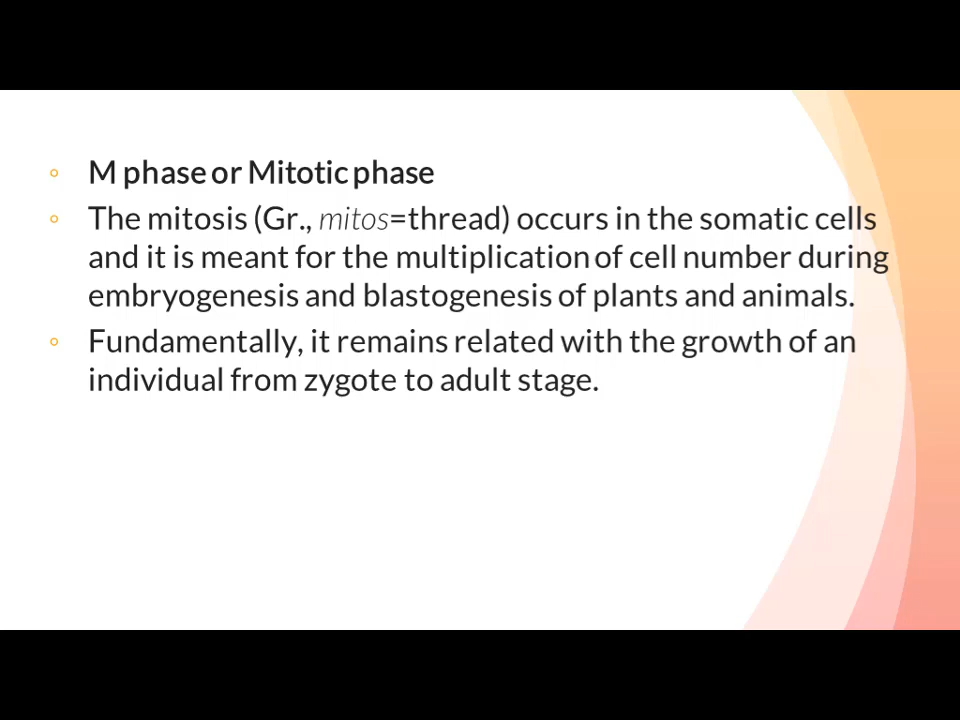 ◦ M phase or Mitotic phase
◦ The mitosis (Gr., mitos=thread) occurs in the somatic cells
and it is meant for the multiplication of cell number during
embryogenesis and blastogenesis of plants and animals.
◦ Fundamentally, it remains related with the growth of an
individual from zygote to adult stage.